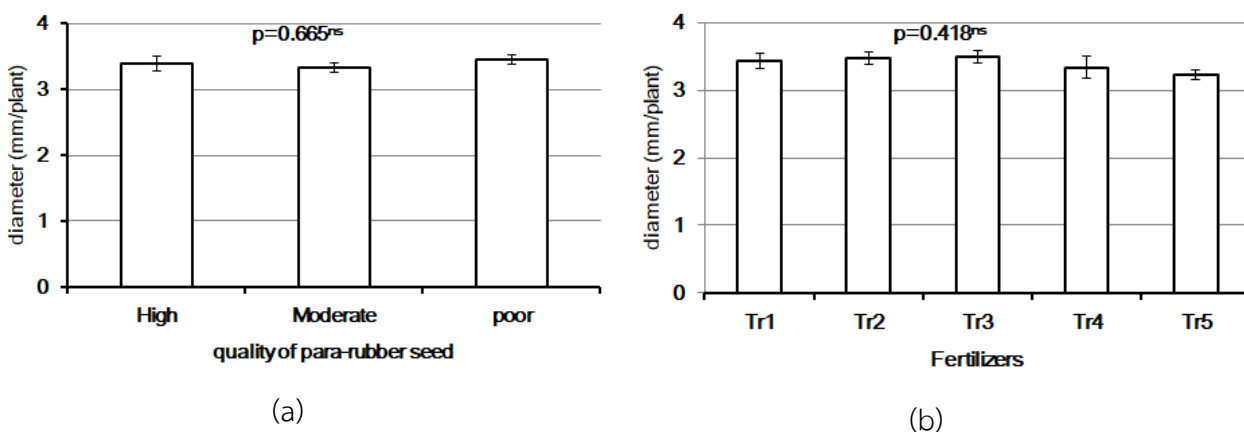 p=0.665ⁿˢ
4
3
2
1
0
diameter (mm/plant)
High Moderate poor
quality of para-rubber seed
(a)
p=0.418ⁿˢ
4
3
2
1
0
diameter (mm/plant)
Tr1 Tr2 Tr3 Tr4 Tr5
Fertilizers
(b)